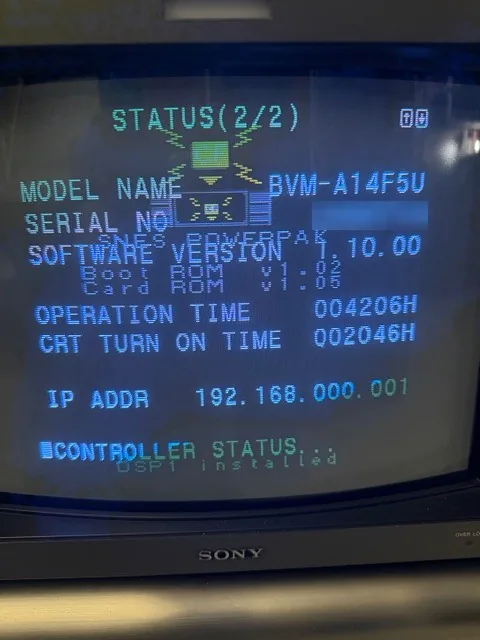 STATUS(2/2)
MODEL NAME BVM-A14F5U
SERIAL NO
SNES POWERPAK
SOFTWARE VERSION 1.10.00
Boot ROM v1.02
Card ROM v1.05
OPERATION TIME 004206H
CRT TURN ON TIME 002046H
IP ADDR 192.168.000.001
CONTROLLER STATUS...
DSP1 installed
SONY